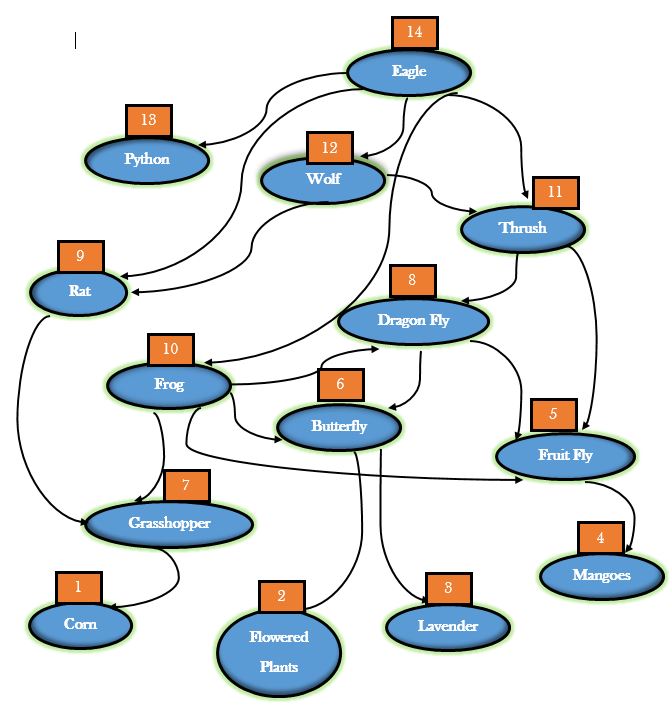 14
Eagle
13
Python
12
Wolf
11
Thrush
9
Rat
8
Dragon Fly
10
Frog
6
Butterfly
5
Fruit Fly
7
Grasshopper
4
Mangoes
1
Corn
2
Flowered
Plants
3
Lavender